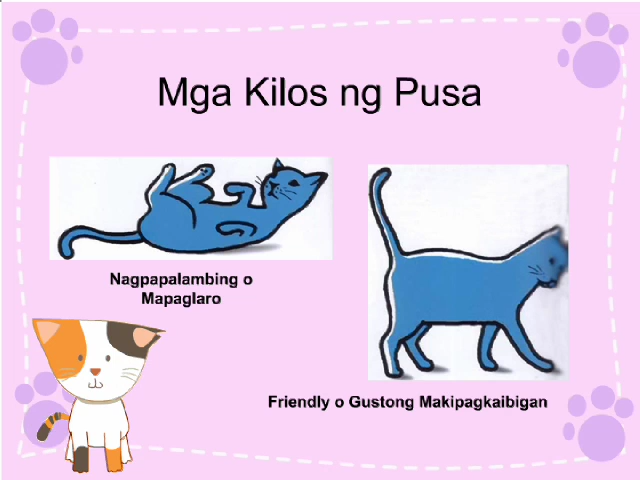 Mga Kilos ng Pusa
Nagpapalambing o
Mapaglaro
Friendly o Gustong Makipagkaibigan